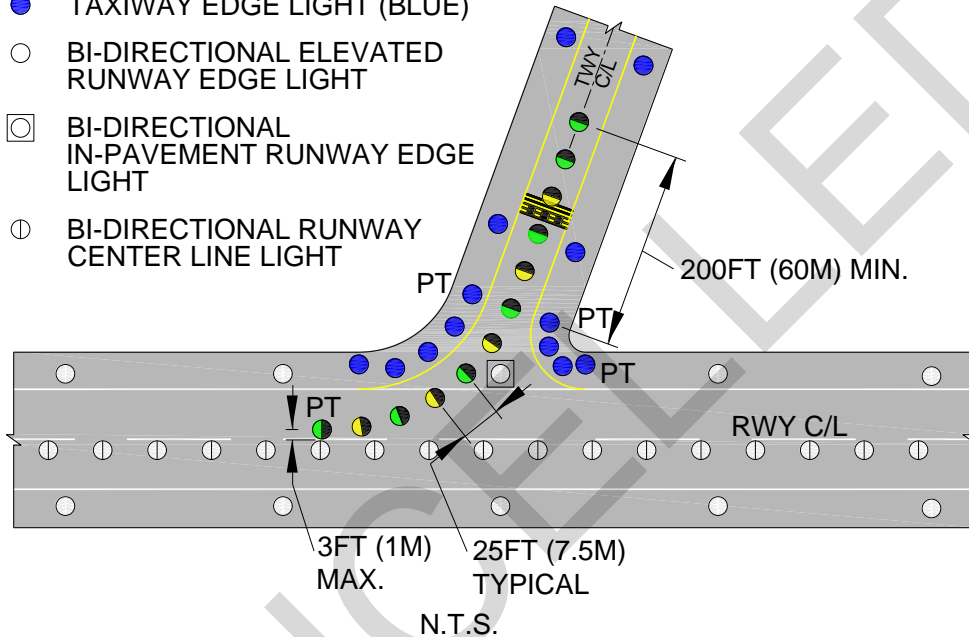 TAXIWAY EDGE LIGHT (BLUE)
BI-DIRECTIONAL ELEVATED
RUNWAY EDGE LIGHT
BI-DIRECTIONAL
IN-PAVEMENT RUNWAY EDGE
LIGHT
BI-DIRECTIONAL RUNWAY
CENTER LINE LIGHT
TWY
C/L
200FT (60M) MIN.
PT
PT
PT
PT
RWY C/L
3FT (1M)
MAX.
25FT (7.5M)
TYPICAL
N.T.S.